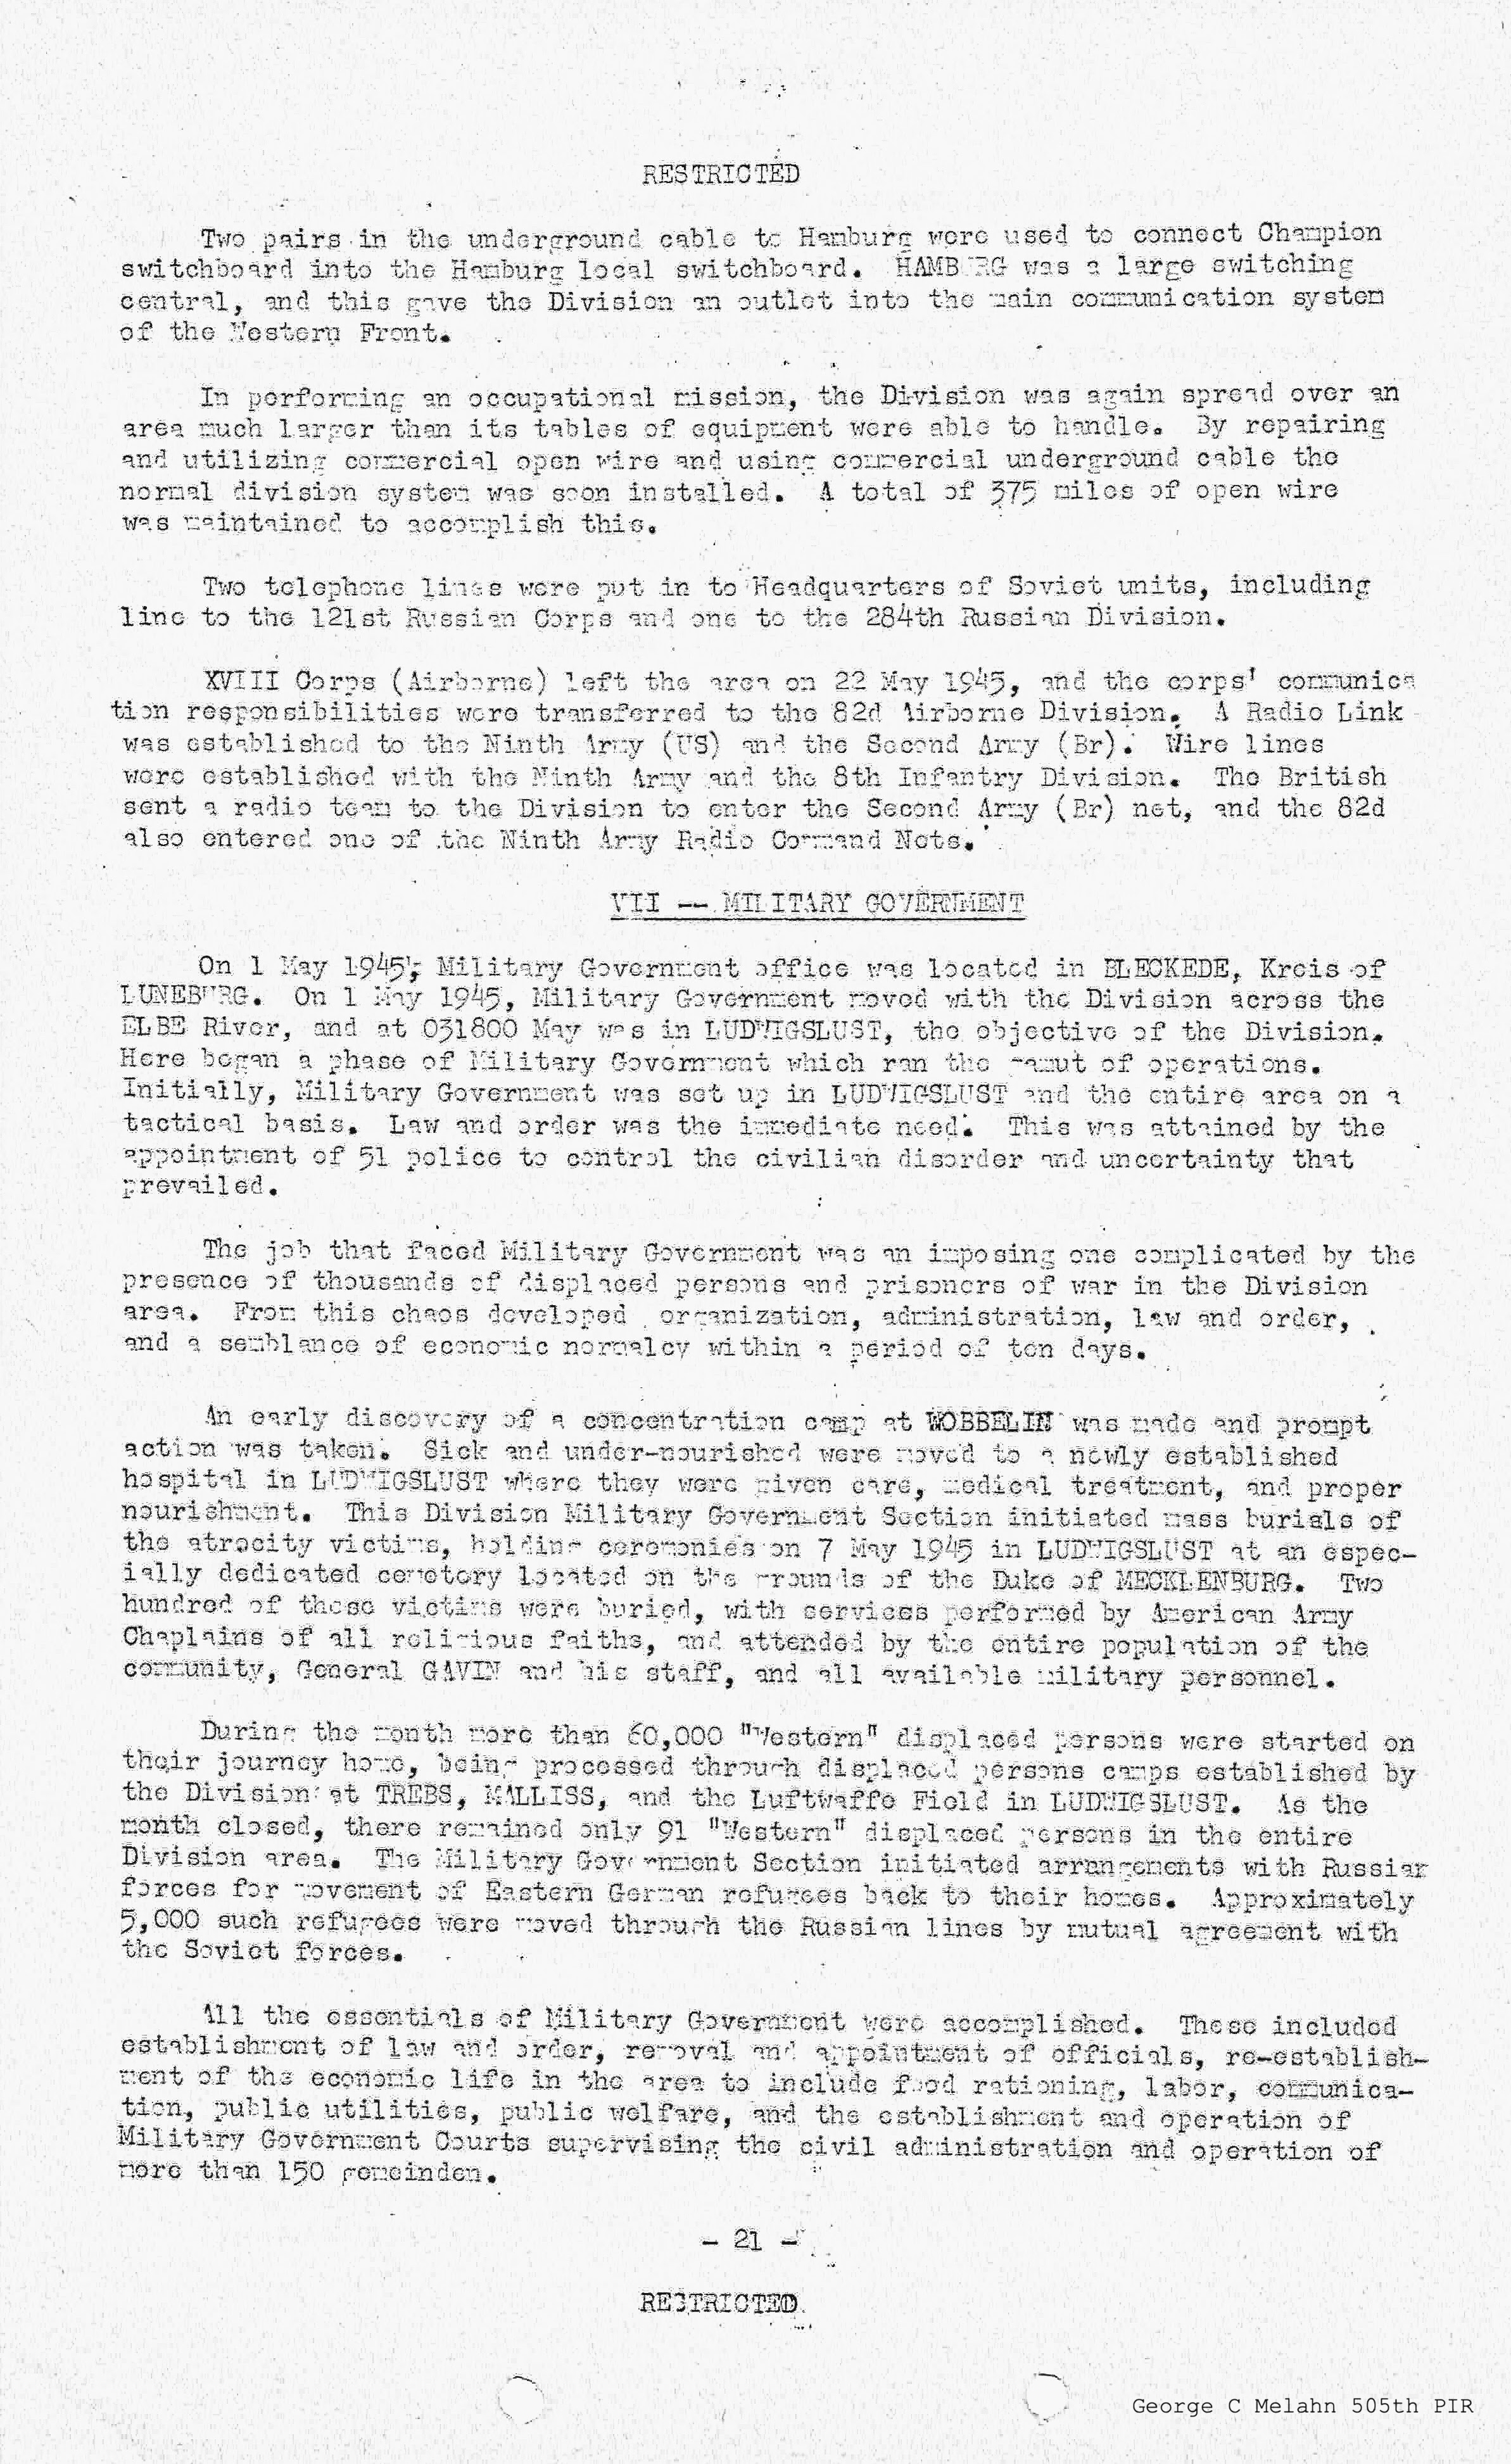 RESTRICTED
Two pairs in the underground cable to Hamburg were used to connect Champion
switchboard into the Hamburg local switchboard. HAMBURG was a large switching
central, and this gave the Division an outlet into the main communication system
of the Western Front.
In performing an occupational mission, the Division was again spread over an
area much larger than its tables of equipment were able to handle. By repairing
and utilizing commercial open wire and using commercial underground cable the
normal division system was soon installed. A total of 375 miles of open wire
was maintained to accomplish this.
Two telephone lines were put in to Headquarters of Soviet units, including
line to the 121st Russian Corps and one to the 284th Russian Division.
XVIII Corps (Airborne) left the area on 22 May 1945, and the corps' communica
tion responsibilities were transferred to the 82d Airborne Division. A Radio Link
was established to the Ninth Army (US) and the Second Army (Br). Wire lines
were established with the Ninth Army and the 8th Infantry Division. The British
sent a radio team to the Division to enter the Second Army (Br) net, and the 82d
also entered one of the Ninth Army Radio Command Nets.
VII -- MILITARY GOVERNMENT
On 1 May 1945, Military Government office was located in BLECKEDE, Kreis of
LUNEBURG. On 1 May 1945, Military Government moved with the Division across the
ELBE River, and at 031800 May was in LUDWIGSLUST, the objective of the Division.
Here began a phase of Military Government which ran the gamut of operations.
Initially, Military Government was set up in LUDWIGSLUST and the entire area on a
tactical basis. Law and order was the immediate need. This was attained by the
appointment of 51 police to control the civilian disorder and uncertainty that
prevailed.
The job that faced Military Government was an imposing one complicated by the
presence of thousands of displaced persons and prisoners of war in the Division
area. From this chaos developed organization, administration, law and order,
and a semblance of economic normalcy within a period of ten days.
An early discovery of a concentration camp at WOBBELIN was made and prompt
action was taken. Sick and under-nourished were moved to a newly established
hospital in LUDWIGSLUST where they were given care, medical treatment, and proper
nourishment. This Division Military Government Section initiated mass burials of
the atrocity victims, holding ceremonies on 7 May 1945 in LUDWIGSLUST at an espec-
ially dedicated cemetery located on the grounds of the Duke of MECKLENBURG. Two
hundred of these victims were buried, with services performed by American Army
Chaplains of all religious faiths, and attended by the entire population of the
community, General GAVIN and his staff, and all available military personnel.
During the month more than 60,000 "Western" displaced persons were started on
their journey home, being processed through displaced persons camps established by
the Division at TREBS, MALLISS, and the Luftwaffe Field in LUDWIGSLUST. As the
month closed, there remained only 91 "Western" displaced persons in the entire
Division area. The Military Government Section initiated arrangements with Russian
forces for movement of Eastern German refugees back to their homes. Approximately
5,000 such refugees were moved through the Russian lines by mutual agreement with
the Soviet forces.
All the essentials of Military Government were accomplished. These included
establishment of law and order, removal and appointment of officials, re-establish-
ment of the economic life in the area to include food rationing, labor, communica-
tion, public utilities, public welfare, and the establishment and operation of
Military Government Courts supervising the civil administration and operation of
more than 150 gemeinden.
- 21 -
RESTRICTED
George C Melahn 505th PIR